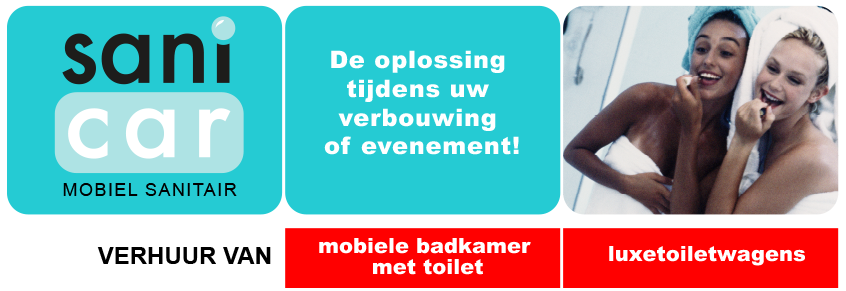 sani
car
MOBIEL SANITAIR
De oplossing
tijdens uw
verbouwing
of evenement!
VERHUUR VAN
mobiele badkamer
met toilet
luxetoiletwagens